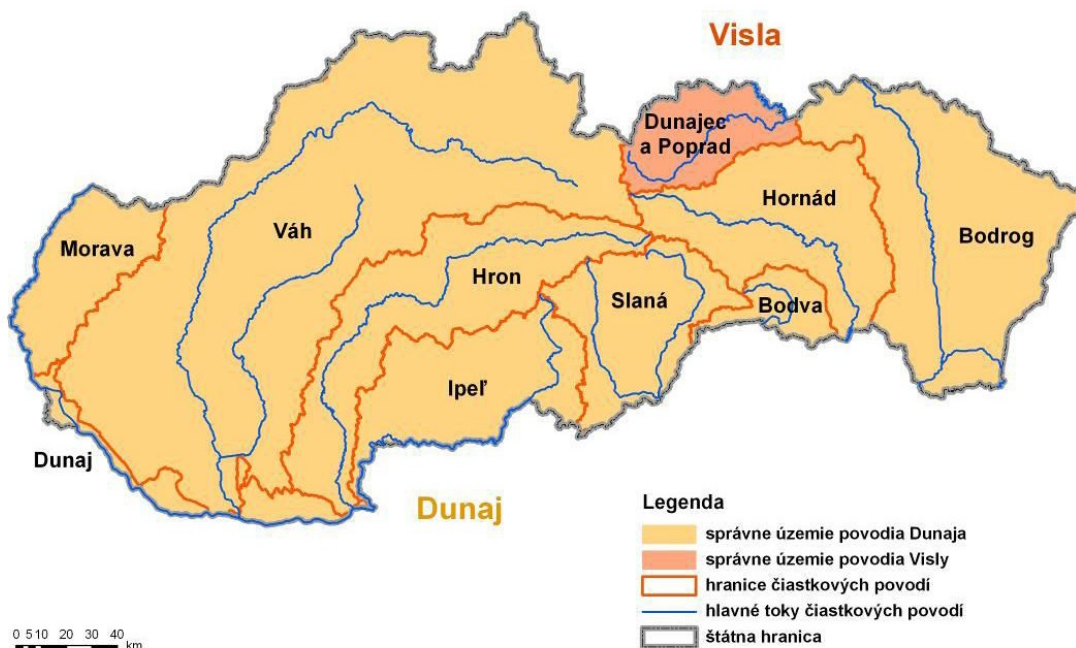 Visla
Dunajec
a Poprad
Hornád
Morava
Váh
Bodrog
Hron
Slaná
Bodva
Ipeľ
Dunaj
Dunaj
Legenda
správne územie povodia Dunaja
správne územie povodia Visly
hranice čiastkových povodí
hlavné toky čiastkových povodí
štátna hranica
0 5 10 20 30 40
km